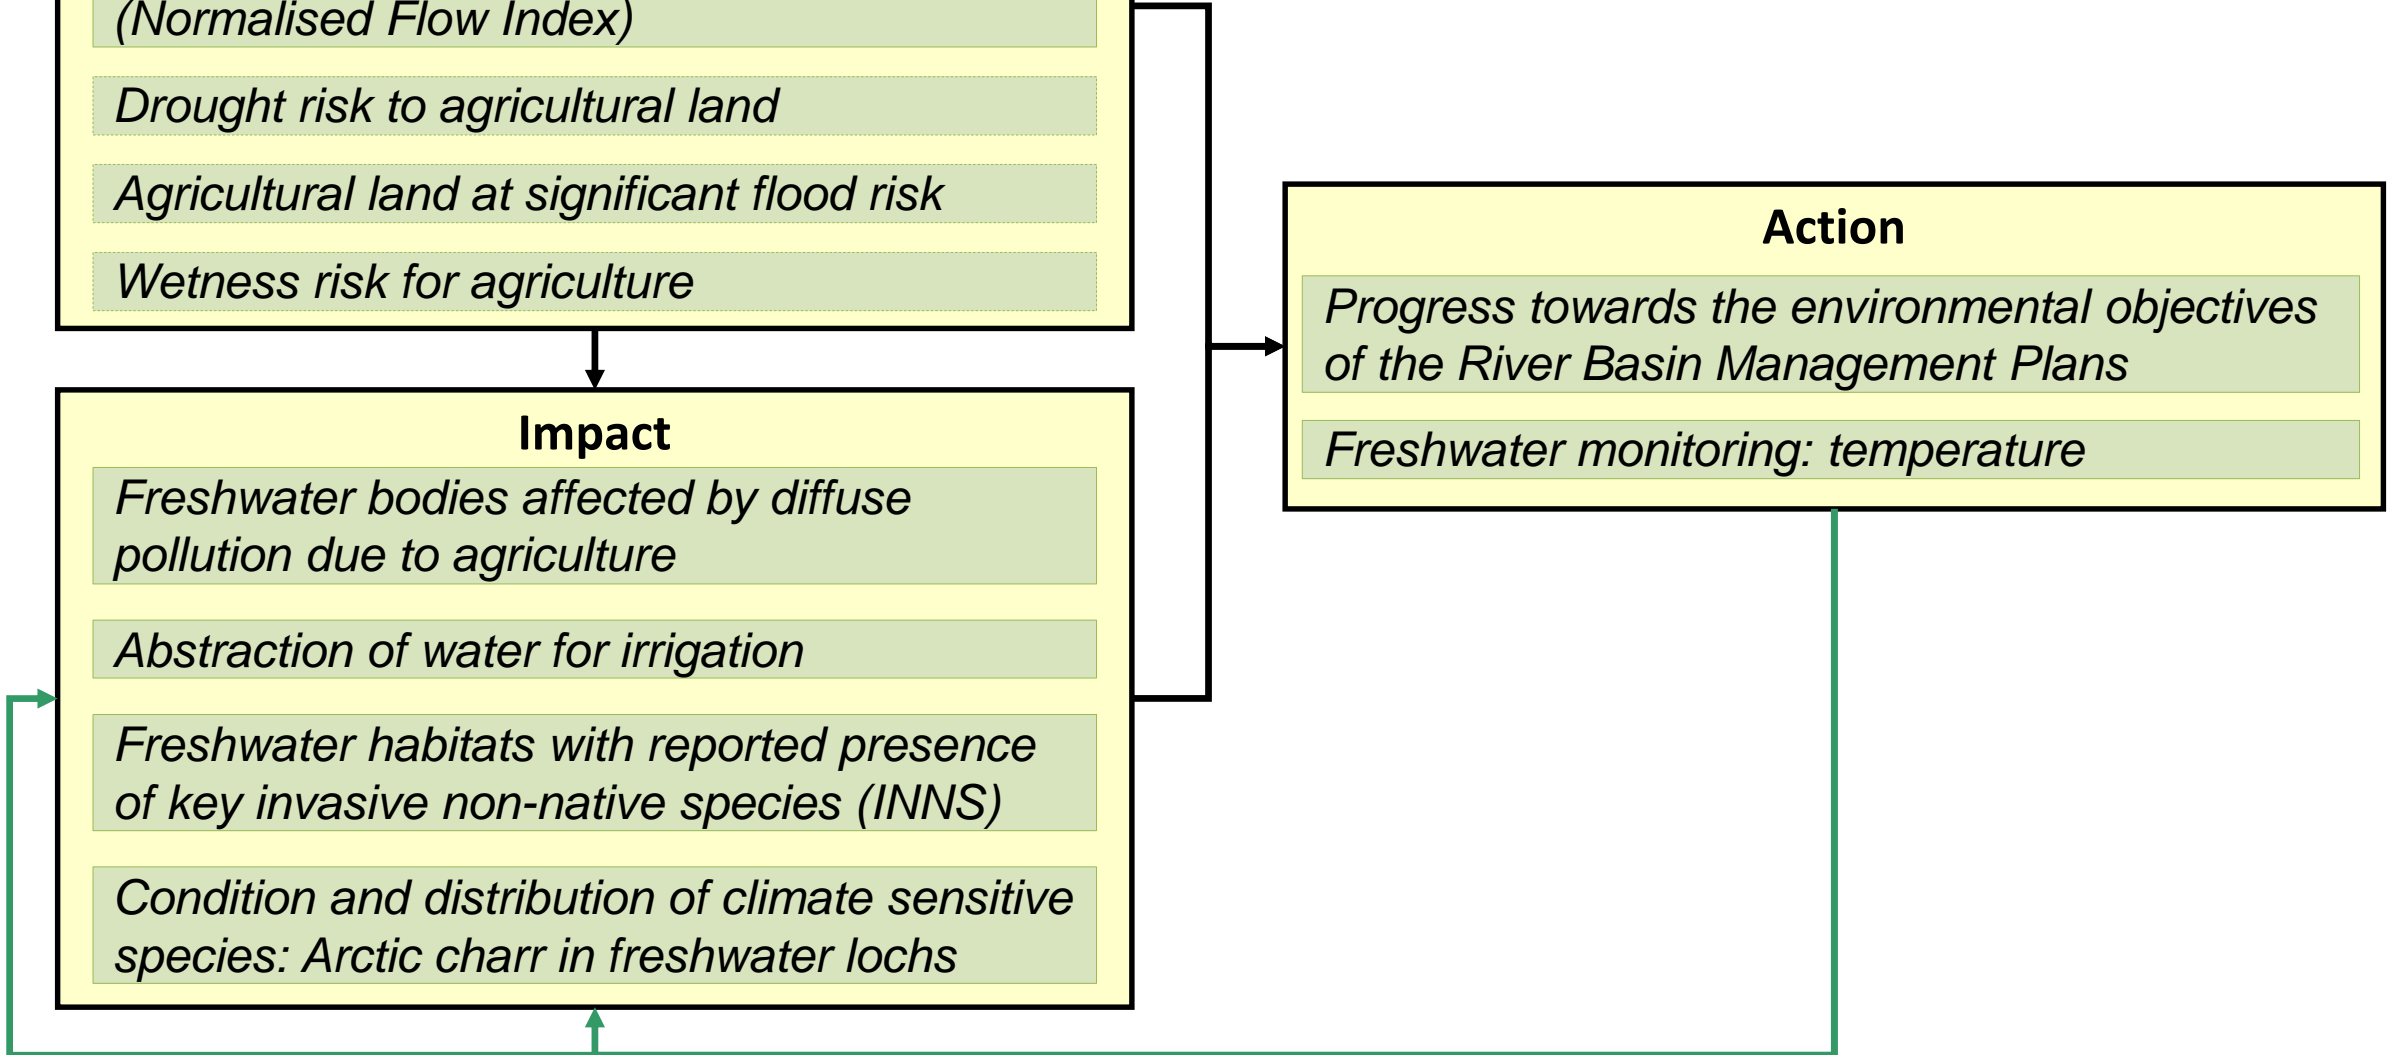 (Normalised Flow Index)
Drought risk to agricultural land
Agricultural land at significant flood risk
Wetness risk for agriculture
Impact
Freshwater bodies affected by diffuse
pollution due to agriculture
Abstraction of water for irrigation
Freshwater habitats with reported presence
of key invasive non-native species (INNS)
Condition and distribution of climate sensitive
species: Arctic charr in freshwater lochs
Action
Progress towards the environmental objectives
of the River Basin Management Plans
Freshwater monitoring: temperature